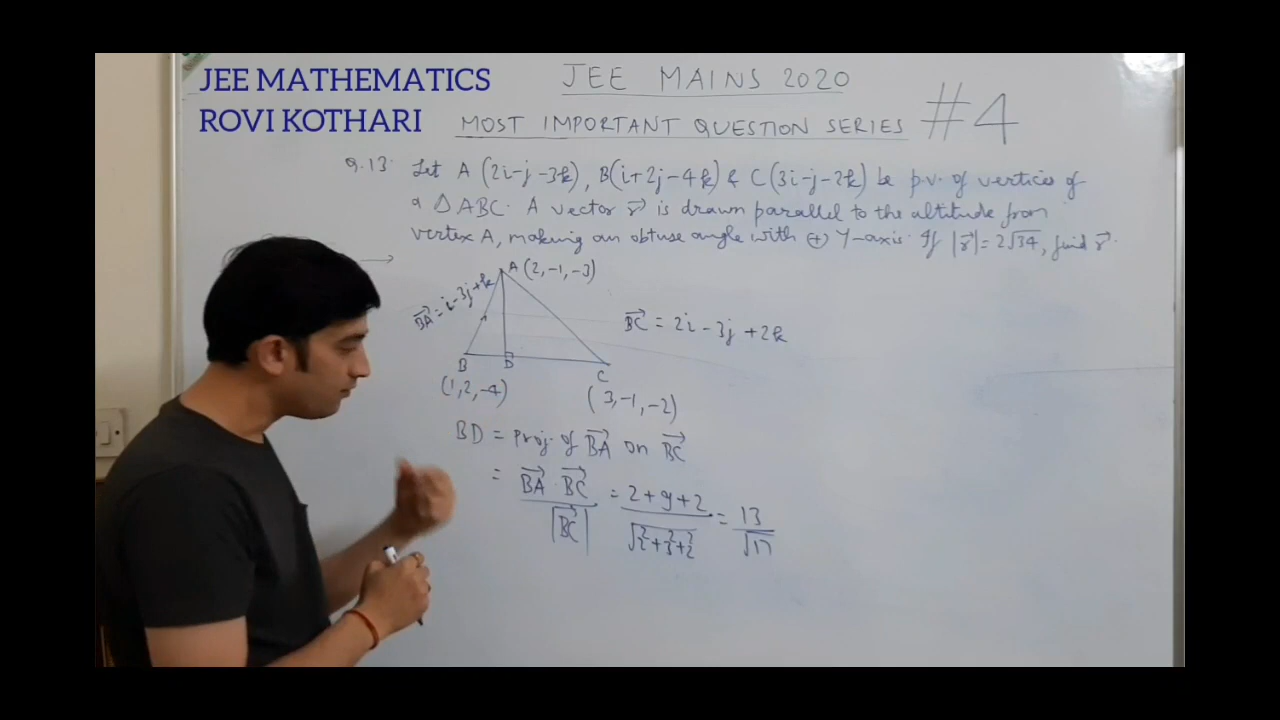 JEE MATHEMATICS
ROVI KOTHARI
JEE MAINS 2020
MOST IMPORTANT QUESTION SERIES #4
Q.13. Let A (2i-j-3k), B(i+2j-4k) & C(3i-j-2k) be p.v. of vertices of
a △ABC. A vector r⃗ is drawn parallel to the altitude from
vertex A, making an obtuse angle with (+) Y-axis. If |r⃗| = 2√34, find r⃗.
A (2,-1,-3)
BA⃗ = i-3j+k
BC⃗ = 2i-3j+2k
B D C
(1,2,-4) (3,-1,-2)
BD = proj. of BA⃗ on BC⃗
= BA⃗ · BC⃗ / |BC⃗| = 2+9+2 / √2²+3²+2² = 13 / √17